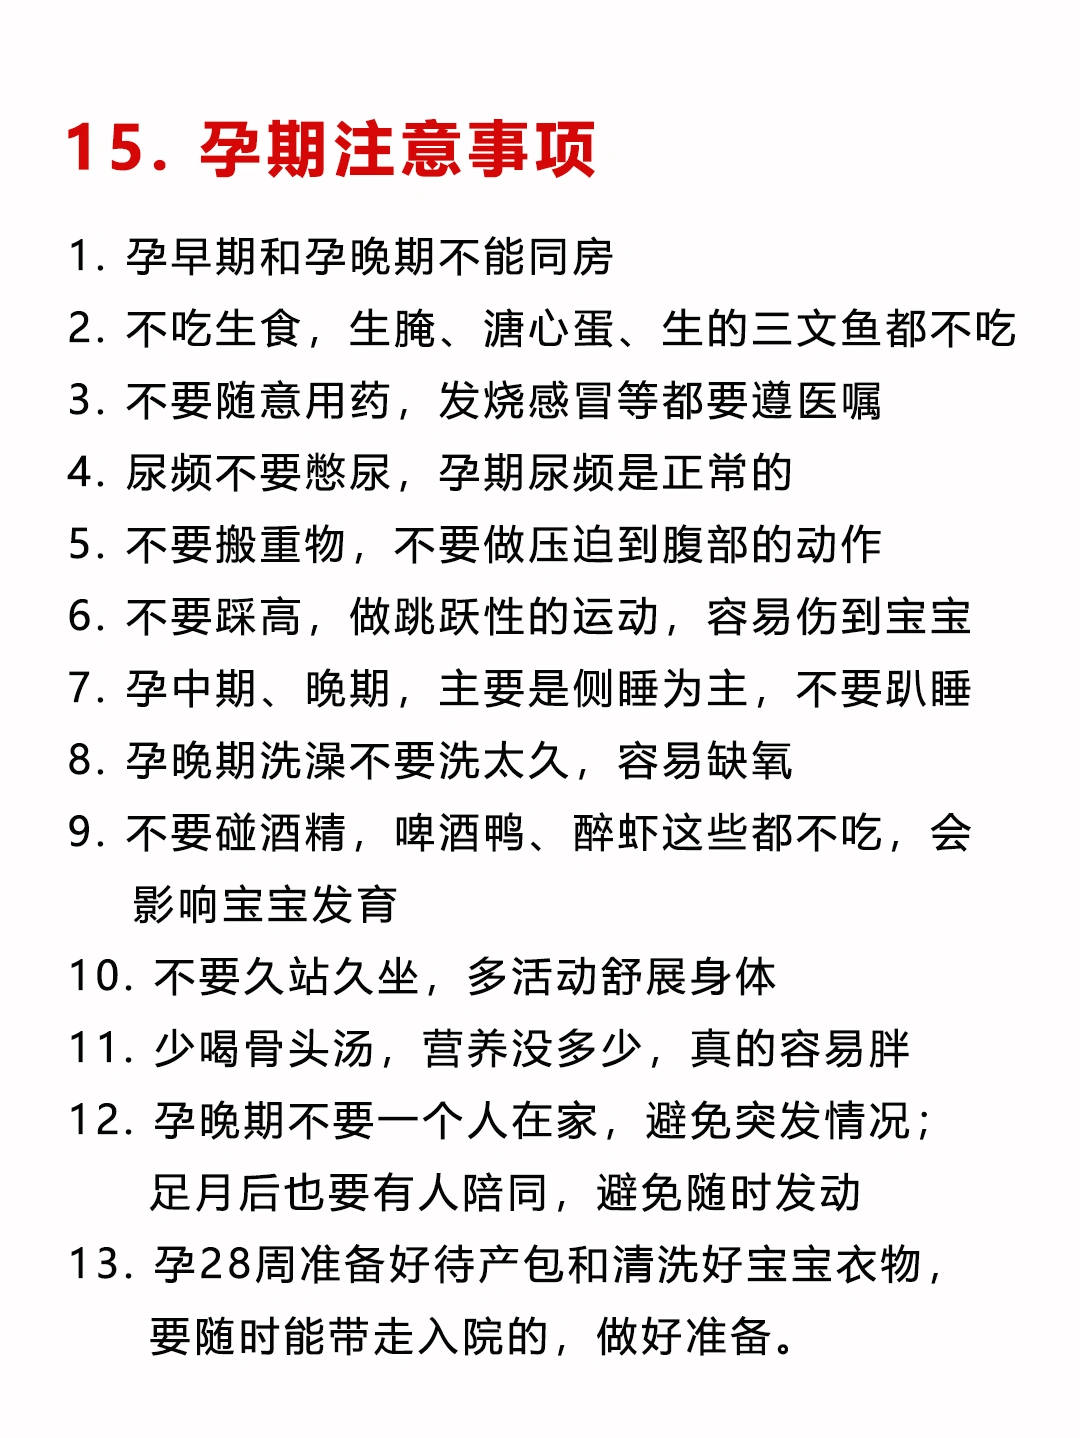 15. 孕期注意事项
1. 孕早期和孕晚期不能同房
2. 不吃生食，生腌、溏心蛋、生的三文鱼都不吃
3. 不要随意用药，发烧感冒等都要遵医嘱
4. 尿频不要憋尿，孕期尿频是正常的
5. 不要搬重物，不要做压迫到腹部的动作
6. 不要踩高，做跳跃性的运动，容易伤到宝宝
7. 孕中期、晚期，主要是侧睡为主，不要趴睡
8. 孕晚期洗澡不要洗太久，容易缺氧
9. 不要碰酒精，啤酒鸭、醉虾这些都不吃，会
影响宝宝发育
10. 不要久站久坐，多活动舒展身体
11. 少喝骨头汤，营养没多少，真的容易胖
12. 孕晚期不要一个人在家，避免突发情况；
足月后也要有人陪同，避免随时发动
13. 孕28周准备好待产包和清洗好宝宝衣物，
要随时能带走入院的，做好准备。